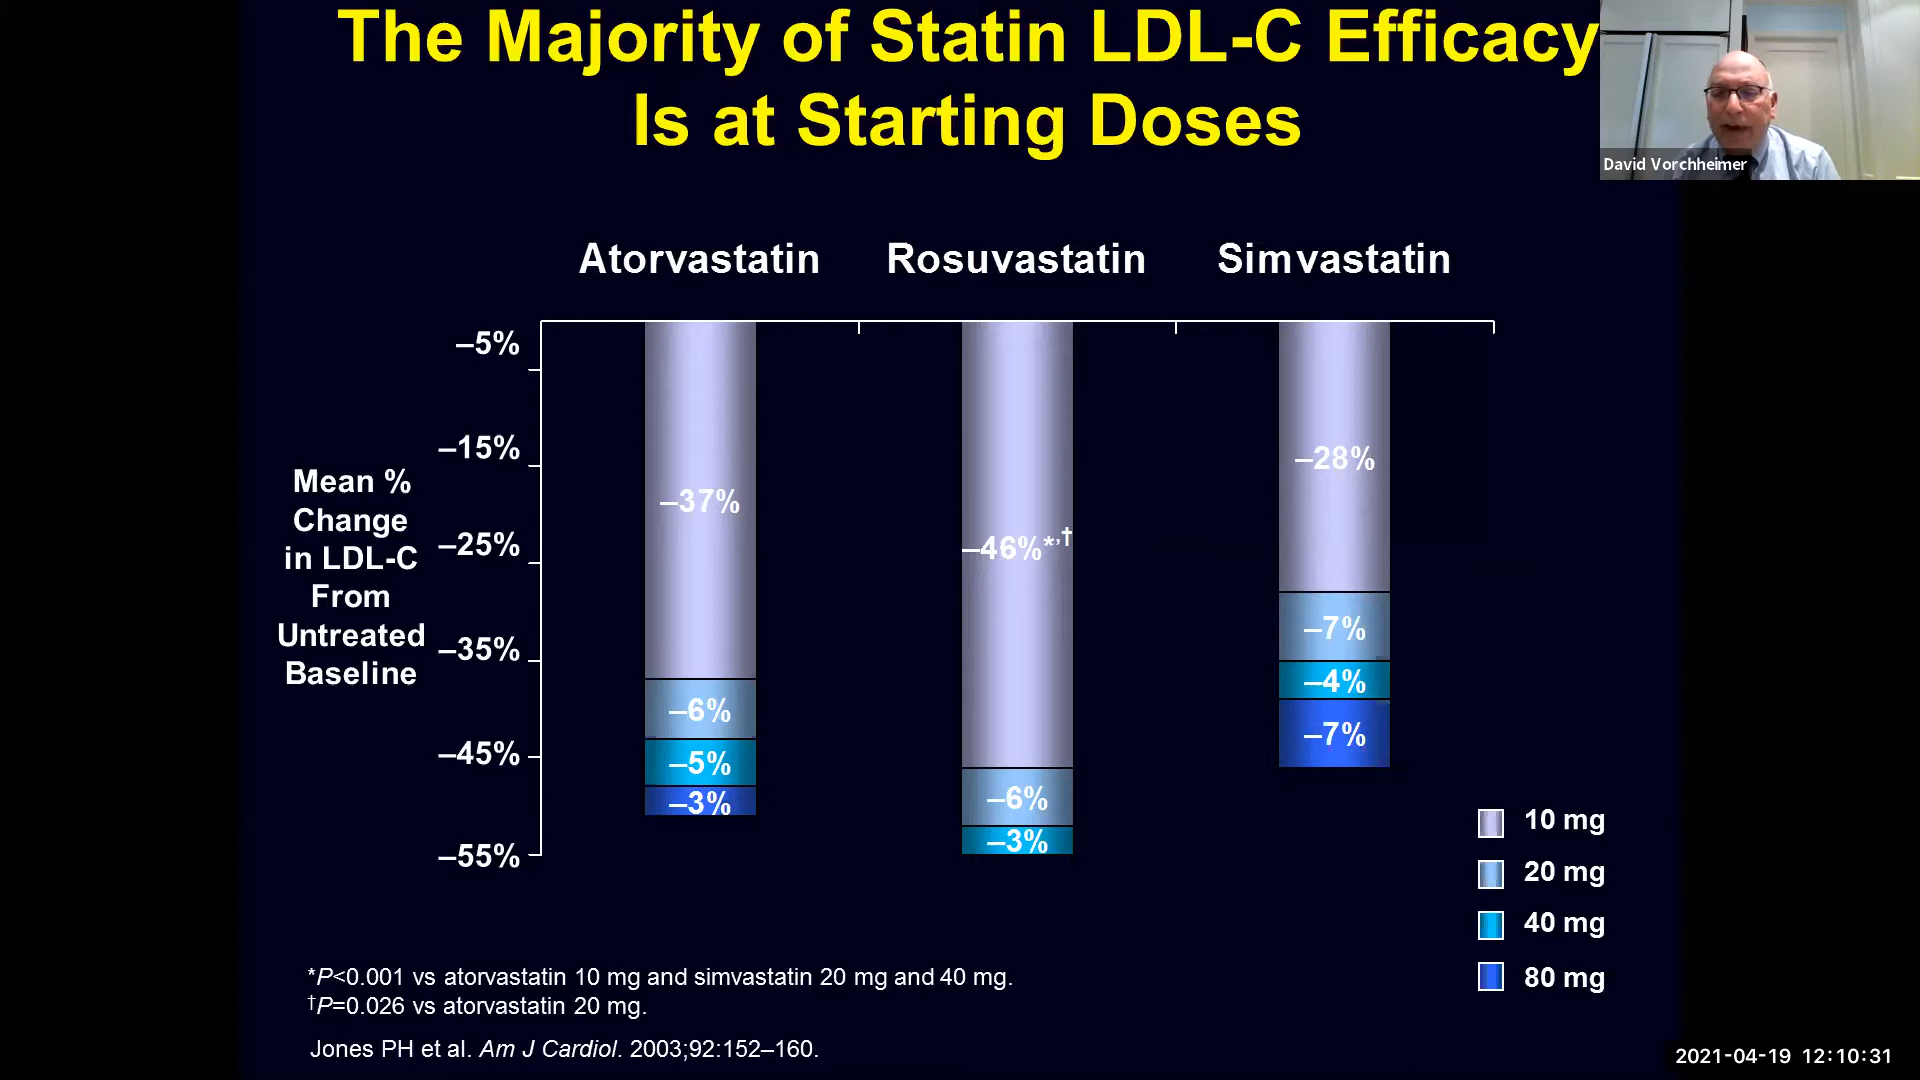 The Majority of Statin LDL-C Efficacy
Is at Starting Doses
David Vorchheimer
Atorvastatin Rosuvastatin Simvastatin
–5%
–15%
–25%
–35%
–45%
–55%
Mean %
Change
in LDL-C
From
Untreated
Baseline
–37%
–6%
–5%
–3%
–46%*,†
–6%
–3%
–28%
–7%
–4%
–7%
10 mg
20 mg
40 mg
80 mg
*P<0.001 vs atorvastatin 10 mg and simvastatin 20 mg and 40 mg.
†P=0.026 vs atorvastatin 20 mg.
Jones PH et al. Am J Cardiol. 2003;92:152–160.
2021-04-19 12:10:31